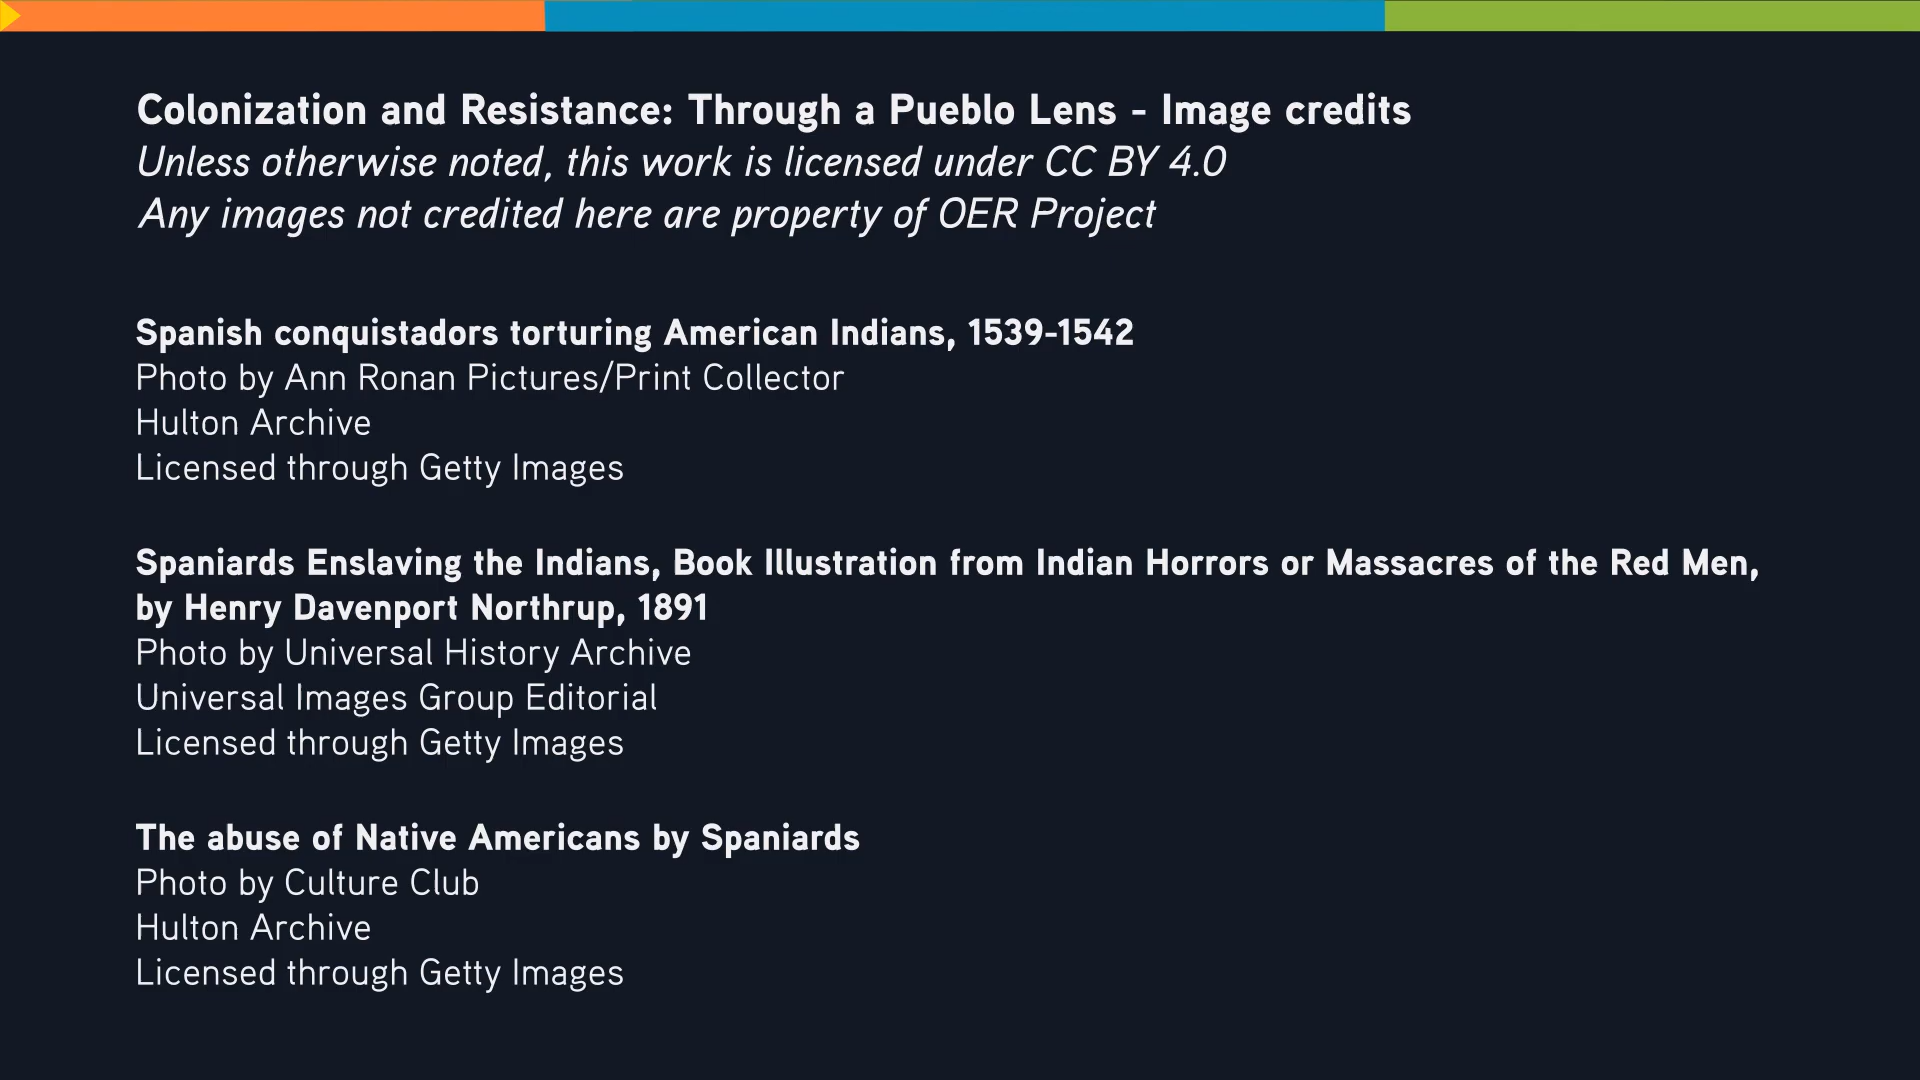 Colonization and Resistance: Through a Pueblo Lens - Image credits
Unless otherwise noted, this work is licensed under CC BY 4.0
Any images not credited here are property of OER Project
Spanish conquistadors torturing American Indians, 1539-1542
Photo by Ann Ronan Pictures/Print Collector
Hulton Archive
Licensed through Getty Images
Spaniards Enslaving the Indians, Book Illustration from Indian Horrors or Massacres of the Red Men,
by Henry Davenport Northrup, 1891
Photo by Universal History Archive
Universal Images Group Editorial
Licensed through Getty Images
The abuse of Native Americans by Spaniards
Photo by Culture Club
Hulton Archive
Licensed through Getty Images